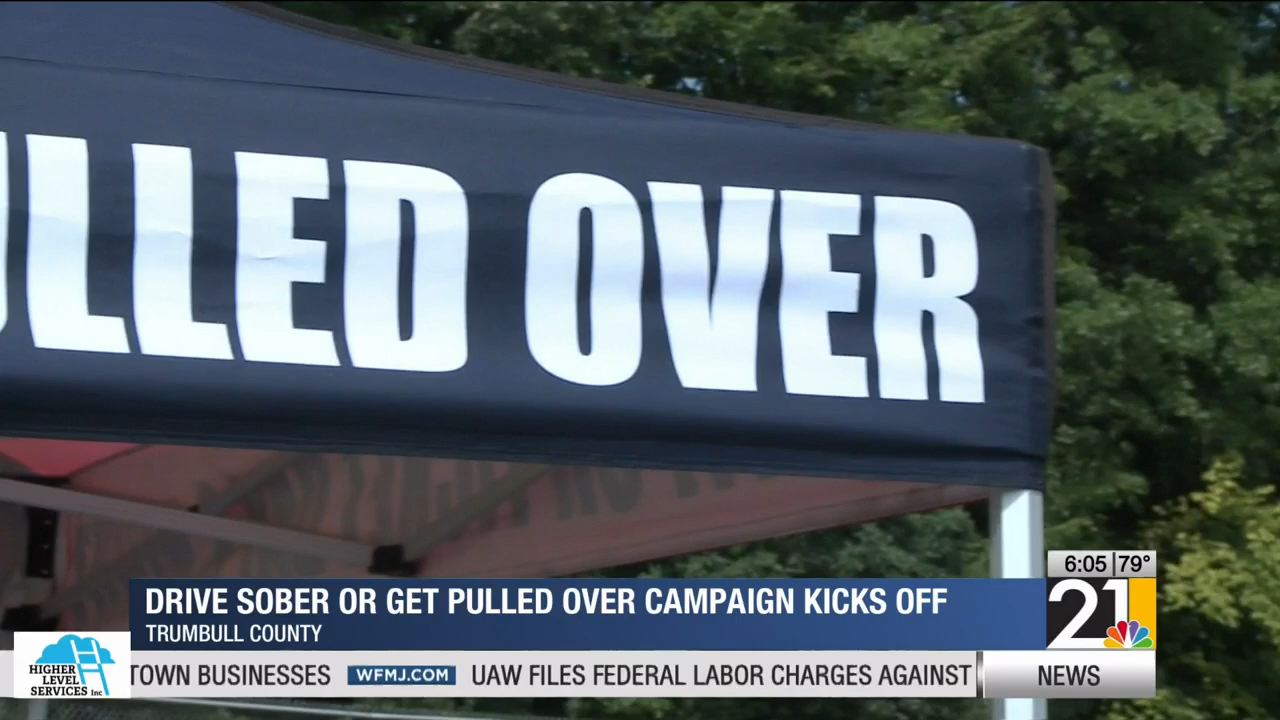 ULLED OVER
6:05 79°
DRIVE SOBER OR GET PULLED OVER CAMPAIGN KICKS OFF
21
TRUMBULL COUNTY
HIGHER
LEVEL
SERVICES Inc
TOWN BUSINESSES WFMJ.COM UAW FILES FEDERAL LABOR CHARGES AGAINST
NEWS